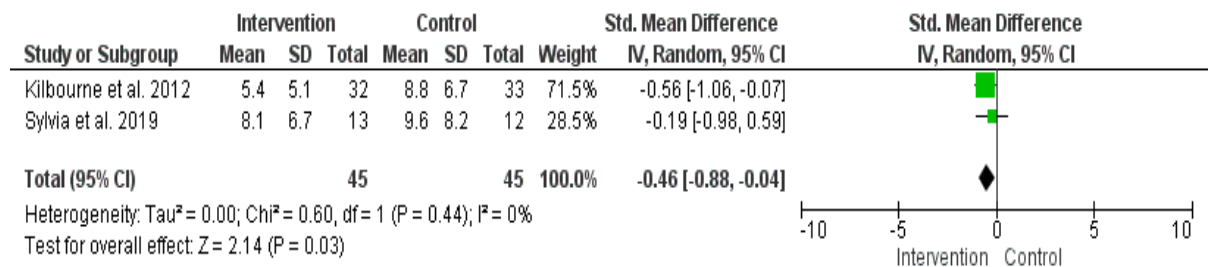 Intervention Control Std. Mean Difference Std. Mean Difference
Study or Subgroup Mean SD Total Mean SD Total Weight IV, Random, 95% CI IV, Random, 95% CI
Kilbourne et al. 2012 5.4 5.1 32 8.8 6.7 33 71.5% -0.56 [-1.06, -0.07]
Sylvia et al. 2019 8.1 6.7 13 9.6 8.2 12 28.5% -0.19 [-0.98, 0.59]
Total (95% CI) 45 45 100.0% -0.46 [-0.88, -0.04]
Heterogeneity: Tau² = 0.00; Chi² = 0.60, df = 1 (P = 0.44); I² = 0%
Test for overall effect: Z = 2.14 (P = 0.03)
-10 -5 0 5 10
Intervention Control